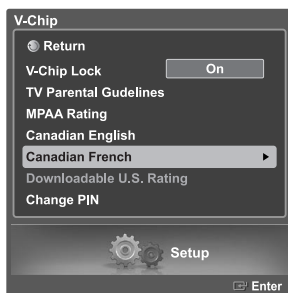 V-Chip
Return
V-Chip Lock On
TV Parental Gudelines
MPAA Rating
Canadian English
Canadian French
Downloadable U.S. Rating
Change PIN
Setup
Enter